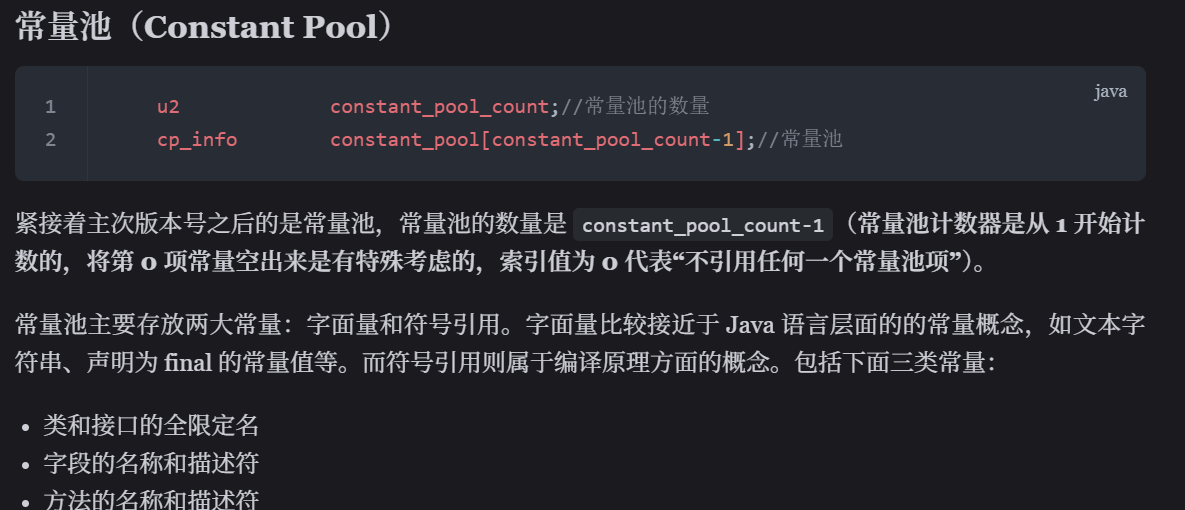 常量池（Constant Pool）
java
1 u2 constant_pool_count;//常量池的数量
2 cp_info constant_pool[constant_pool_count-1];//常量池
紧接着主次版本号之后的是常量池，常量池的数量是 constant_pool_count-1（常量池计数器是从 1 开始计
数的，将第 0 项常量空出来是有特殊考虑的，索引值为 0 代表“不引用任何一个常量池项”）。
常量池主要存放两大常量：字面量和符号引用。字面量比较接近于 Java 语言层面的的常量概念，如文本字
符串、声明为 final 的常量值等。而符号引用则属于编译原理方面的概念。包括下面三类常量：
• 类和接口的全限定名
• 字段的名称和描述符
• 方法的名称和描述符